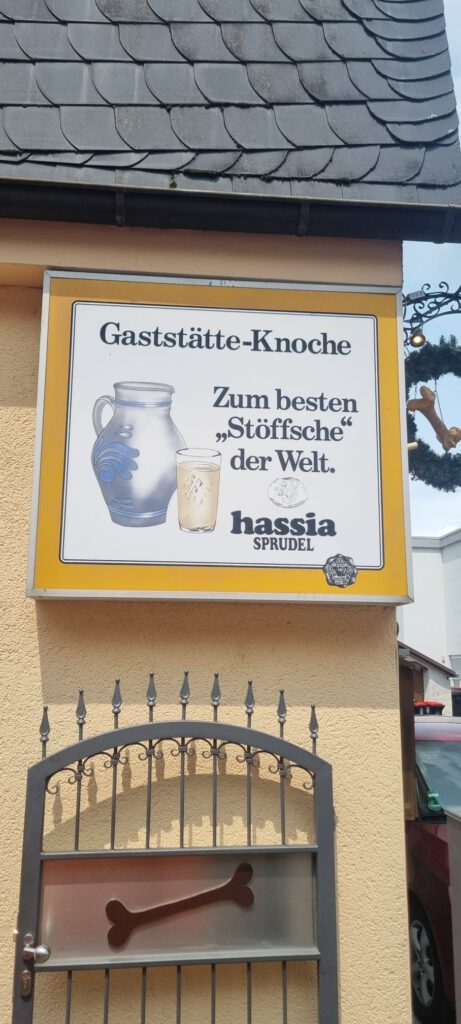 Gaststätte-Knoche
Zum besten
„Stöffsche“
der Welt.
hassia
SPRUDEL